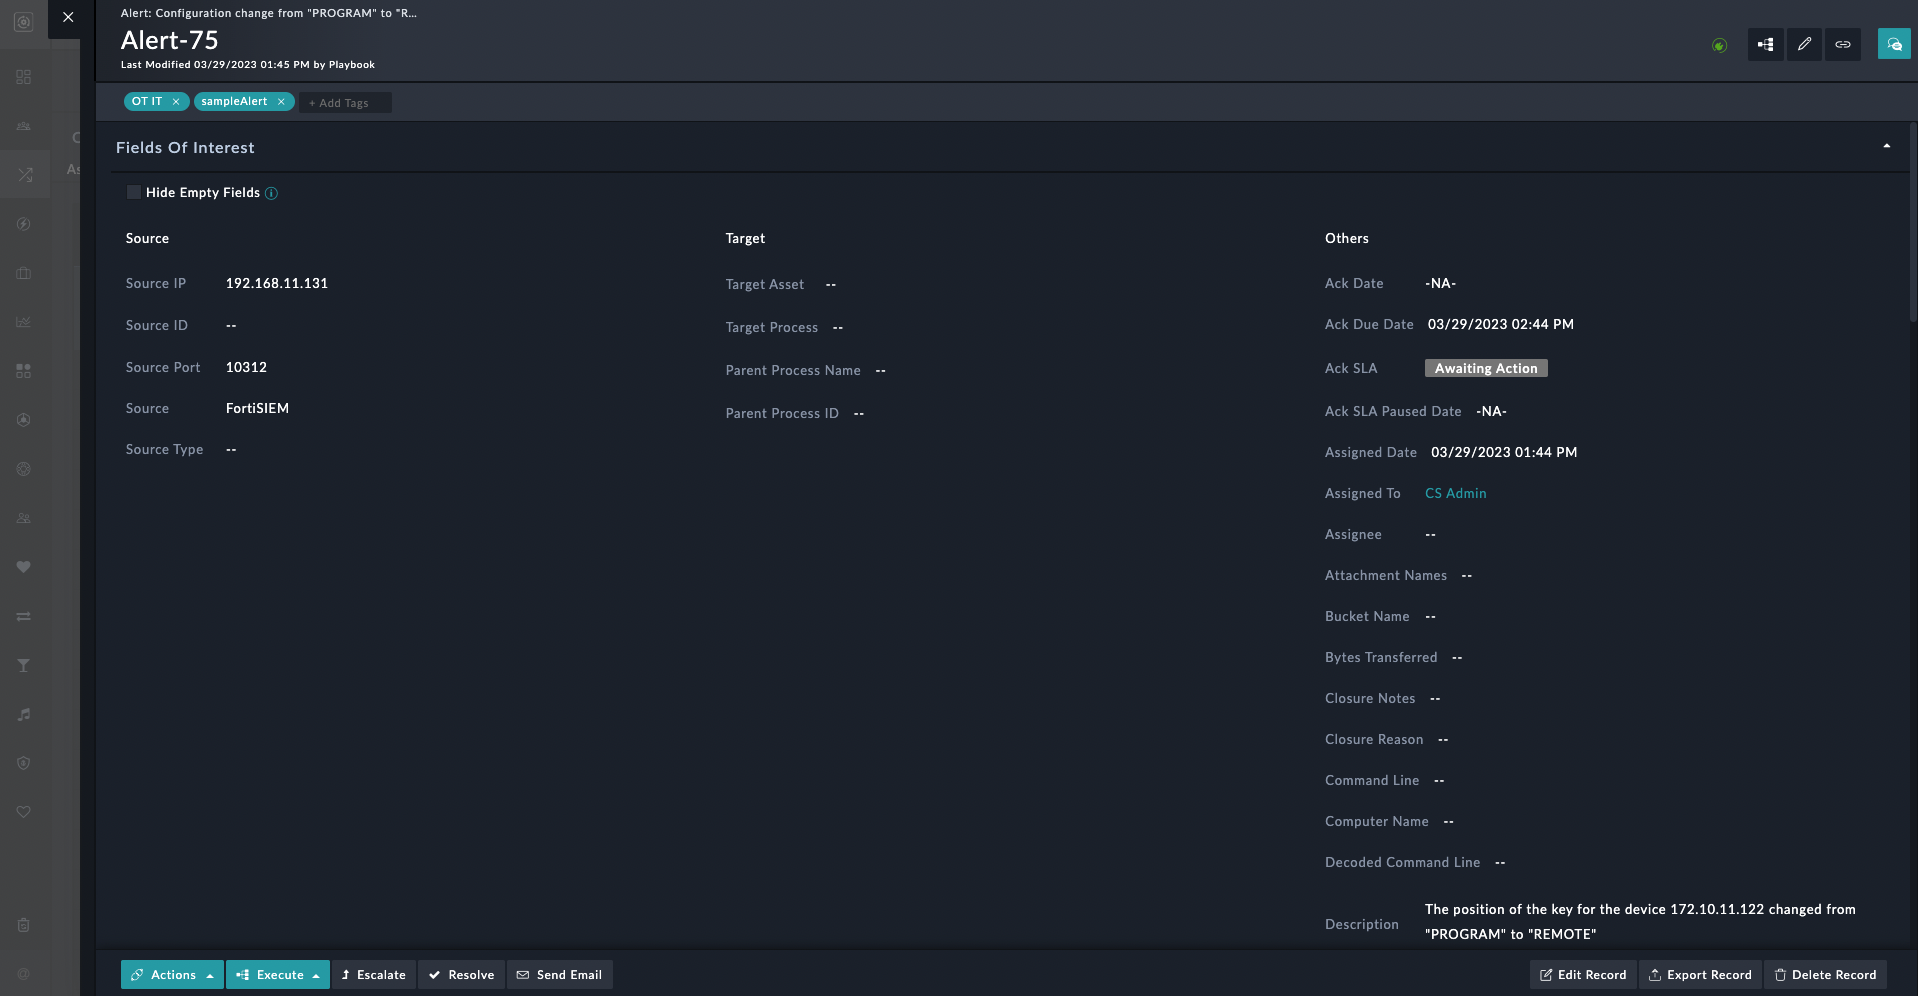 Alert: Configuration change from "PROGRAM" to "R...
Alert-75
Last Modified 03/29/2023 01:45 PM by Playbook
OT IT ×
sampleAlert ×
+ Add Tags
Fields Of Interest
Hide Empty Fields
Source
Source IP 192.168.11.131
Source ID --
Source Port 10312
Source FortiSIEM
Source Type --
Target
Target Asset --
Target Process --
Parent Process Name --
Parent Process ID --
Others
Ack Date -NA-
Ack Due Date 03/29/2023 02:44 PM
Ack SLA Awaiting Action
Ack SLA Paused Date -NA-
Assigned Date 03/29/2023 01:44 PM
Assigned To CS Admin
Assignee --
Attachment Names --
Bucket Name --
Bytes Transferred --
Closure Notes --
Closure Reason --
Command Line --
Computer Name --
Decoded Command Line --
Description The position of the key for the device 172.10.11.122 changed from
"PROGRAM" to "REMOTE"
Actions
Execute
Escalate
Resolve
Send Email
Edit Record
Export Record
Delete Record